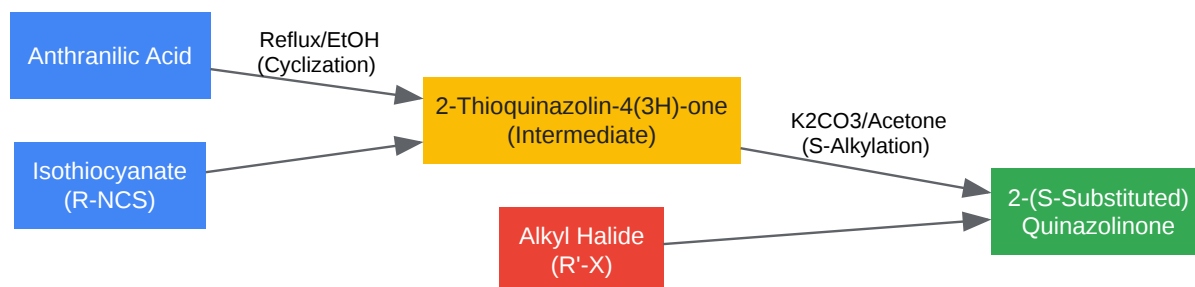 Anthranilic Acid
Reflux/EtOH
(Cyclization)
Isothiocyanate
(R-NCS)
2-Thioquinazolin-4(3H)-one
(Intermediate)
K2CO3/Acetone
(S-Alkylation)
Alkyl Halide
(R'-X)
2-(S-Substituted)
Quinazolinone